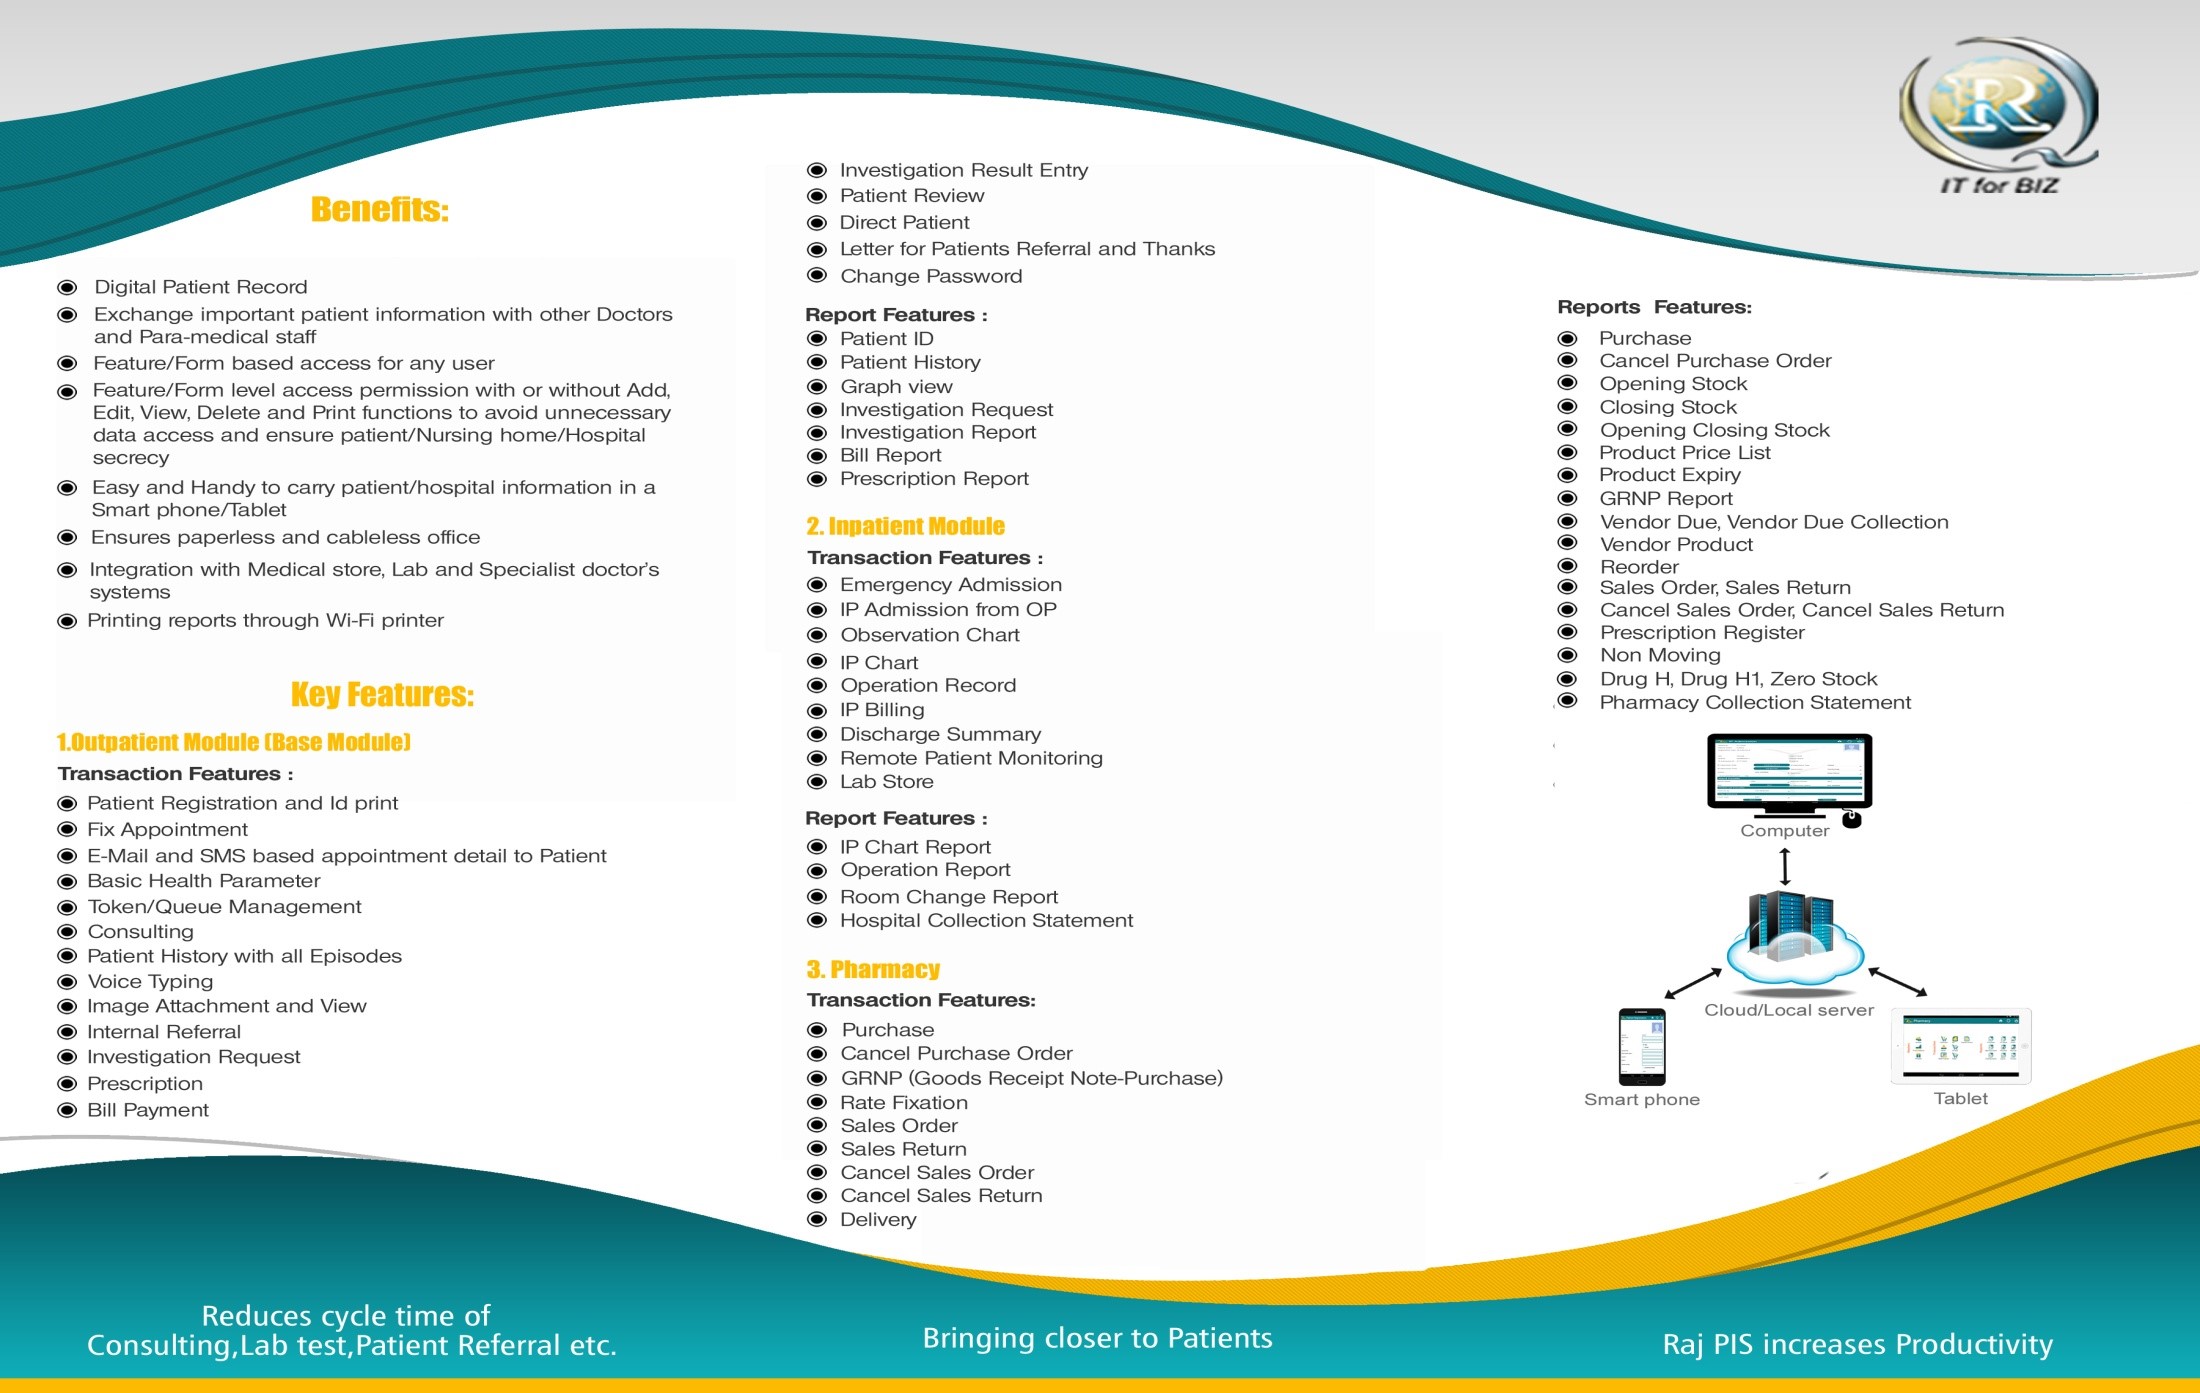 Benefits:
Digital Patient Record
Exchange important patient information with other Doctors
and Para-medical staff
Feature/Form based access for any user
Feature/Form level access permission with or without Add,
Edit, View, Delete and Print functions to avoid unnecessary
data access and ensure patient/Nursing home/Hospital
secrecy
Easy and Handy to carry patient/hospital information in a
Smart phone/Tablet
Ensures paperless and cableless office
Integration with Medical store, Lab and Specialist doctor's
systems
Printing reports through Wi-Fi printer
Key Features:
1.Outpatient Module (Base Module)
Transaction Features :
Patient Registration and Id print
Fix Appointment
E-Mail and SMS based appointment detail to Patient
Basic Health Parameter
Token/Queue Management
Consulting
Patient History with all Episodes
Voice Typing
Image Attachment and View
Internal Referral
Investigation Request
Prescription
Bill Payment
Reduces cycle time of
Consulting,Lab test,Patient Referral etc.
Investigation Result Entry
Patient Review
Direct Patient
Letter for Patients Referral and Thanks
Change Password
Report Features :
Patient ID
Patient History
Graph view
Investigation Request
Investigation Report
Bill Report
Prescription Report
2. Inpatient Module
Transaction Features :
Emergency Admission
IP Admission from OP
Observation Chart
IP Chart
Operation Record
IP Billing
Discharge Summary
Remote Patient Monitoring
Lab Store
Report Features :
IP Chart Report
Operation Report
Room Change Report
Hospital Collection Statement
3. Pharmacy
Transaction Features:
Purchase
Cancel Purchase Order
GRNP (Goods Receipt Note-Purchase)
Rate Fixation
Sales Order
Sales Return
Cancel Sales Order
Cancel Sales Return
Delivery
Bringing closer to Patients
R
IT for BIZ
Reports Features:
Purchase
Cancel Purchase Order
Opening Stock
Closing Stock
Opening Closing Stock
Product Price List
Product Expiry
GRNP Report
Vendor Due, Vendor Due Collection
Vendor Product
Reorder
Sales Order, Sales Return
Cancel Sales Order, Cancel Sales Return
Prescription Register
Non Moving
Drug H, Drug H1, Zero Stock
Pharmacy Collection Statement
Computer
Cloud/Local server
Smart phone
Tablet
Raj PIS increases Productivity